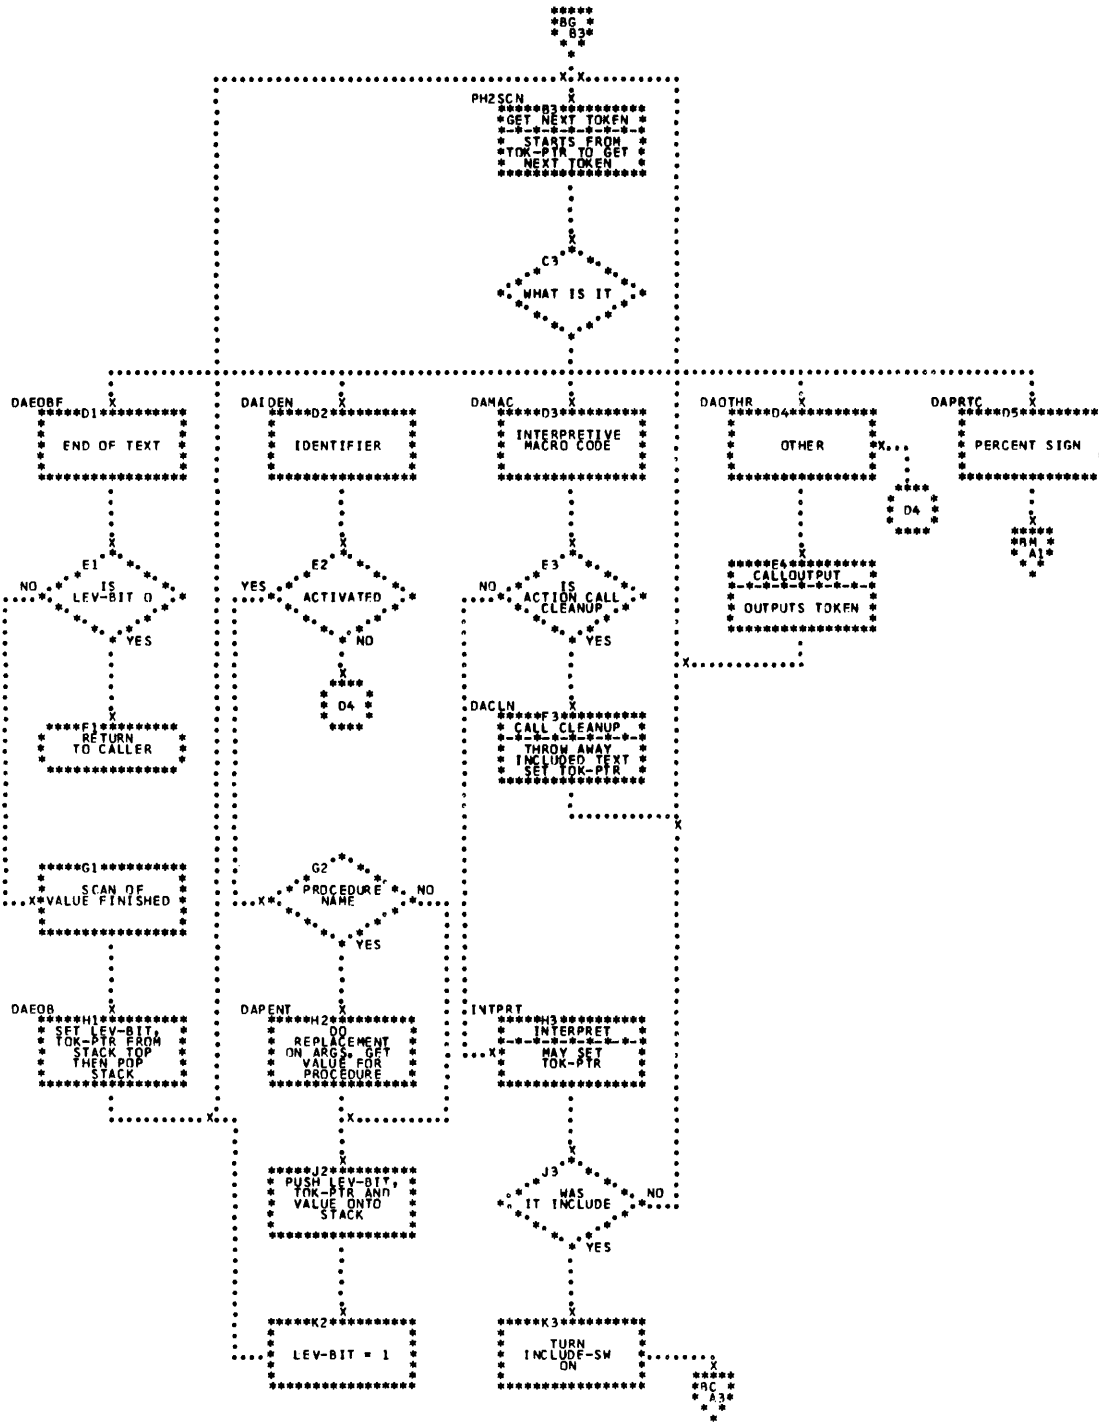 BG
B3
PH2SCN
B3
GET NEXT TOKEN
STARTS FROM
TOK-PTR TO GET
NEXT TOKEN
C3
WHAT IS IT
DAEOBF
D1
END OF TEXT
DAIDEN
D2
IDENTIFIER
DAMAC
D3
INTERPRETIVE
MACRO CODE
DAOTHR
D4
OTHER
DAPRTC
D5
PERCENT SIGN
D4
BM
A1
E1
IS
LEV-BIT 0
NO
YES
E2
ACTIVATED
YES
NO
E3
IS
ACTION CALL
CLEANUP
NO
YES
E4
CALLOUTPUT
OUTPUTS TOKEN
D4
F1
RETURN
TO CALLER
DACLN
F3
CALL CLEANUP
THROW AWAY
INCLUDED TEXT
SET TOK-PTR
G1
SCAN OF
VALUE FINISHED
G2
PROCEDURE
NAME
NO
YES
DAEOB
H1
SET LEV-BIT,
TOK-PTR FROM
STACK TOP
THEN POP
STACK
DAPENT
H2
DO
REPLACEMENT
ON ARGS. GET
VALUE FOR
PROCEDURE
INTPRT
H3
INTERPRET
MAY SET
TOK-PTR
J2
PUSH LEV-BIT,
TOK-PTR AND
VALUE ONTO
STACK
J3
WAS
IT INCLUDE
NO
YES
K2
LEV-BIT = 1
K3
TURN
INCLUDE-SW
ON
BC
A3